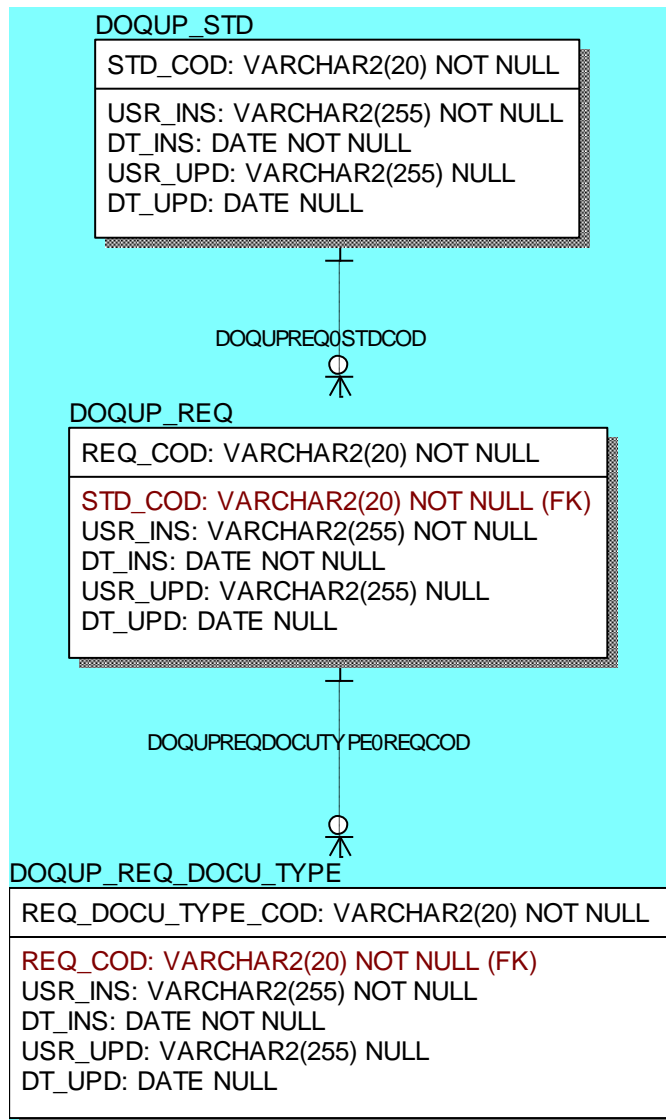 DOQUP_STD
STD_COD: VARCHAR2(20) NOT NULL
USR_INS: VARCHAR2(255) NOT NULL
DT_INS: DATE NOT NULL
USR_UPD: VARCHAR2(255) NULL
DT_UPD: DATE NULL
DOQUPREQ0STDCOD
DOQUP_REQ
REQ_COD: VARCHAR2(20) NOT NULL
STD_COD: VARCHAR2(20) NOT NULL (FK)
USR_INS: VARCHAR2(255) NOT NULL
DT_INS: DATE NOT NULL
USR_UPD: VARCHAR2(255) NULL
DT_UPD: DATE NULL
DOQUPREQDOCUTYPE0REQCOD
DOQUP_REQ_DOCU_TYPE
REQ_DOCU_TYPE_COD: VARCHAR2(20) NOT NULL
REQ_COD: VARCHAR2(20) NOT NULL (FK)
USR_INS: VARCHAR2(255) NOT NULL
DT_INS: DATE NOT NULL
USR_UPD: VARCHAR2(255) NULL
DT_UPD: DATE NULL